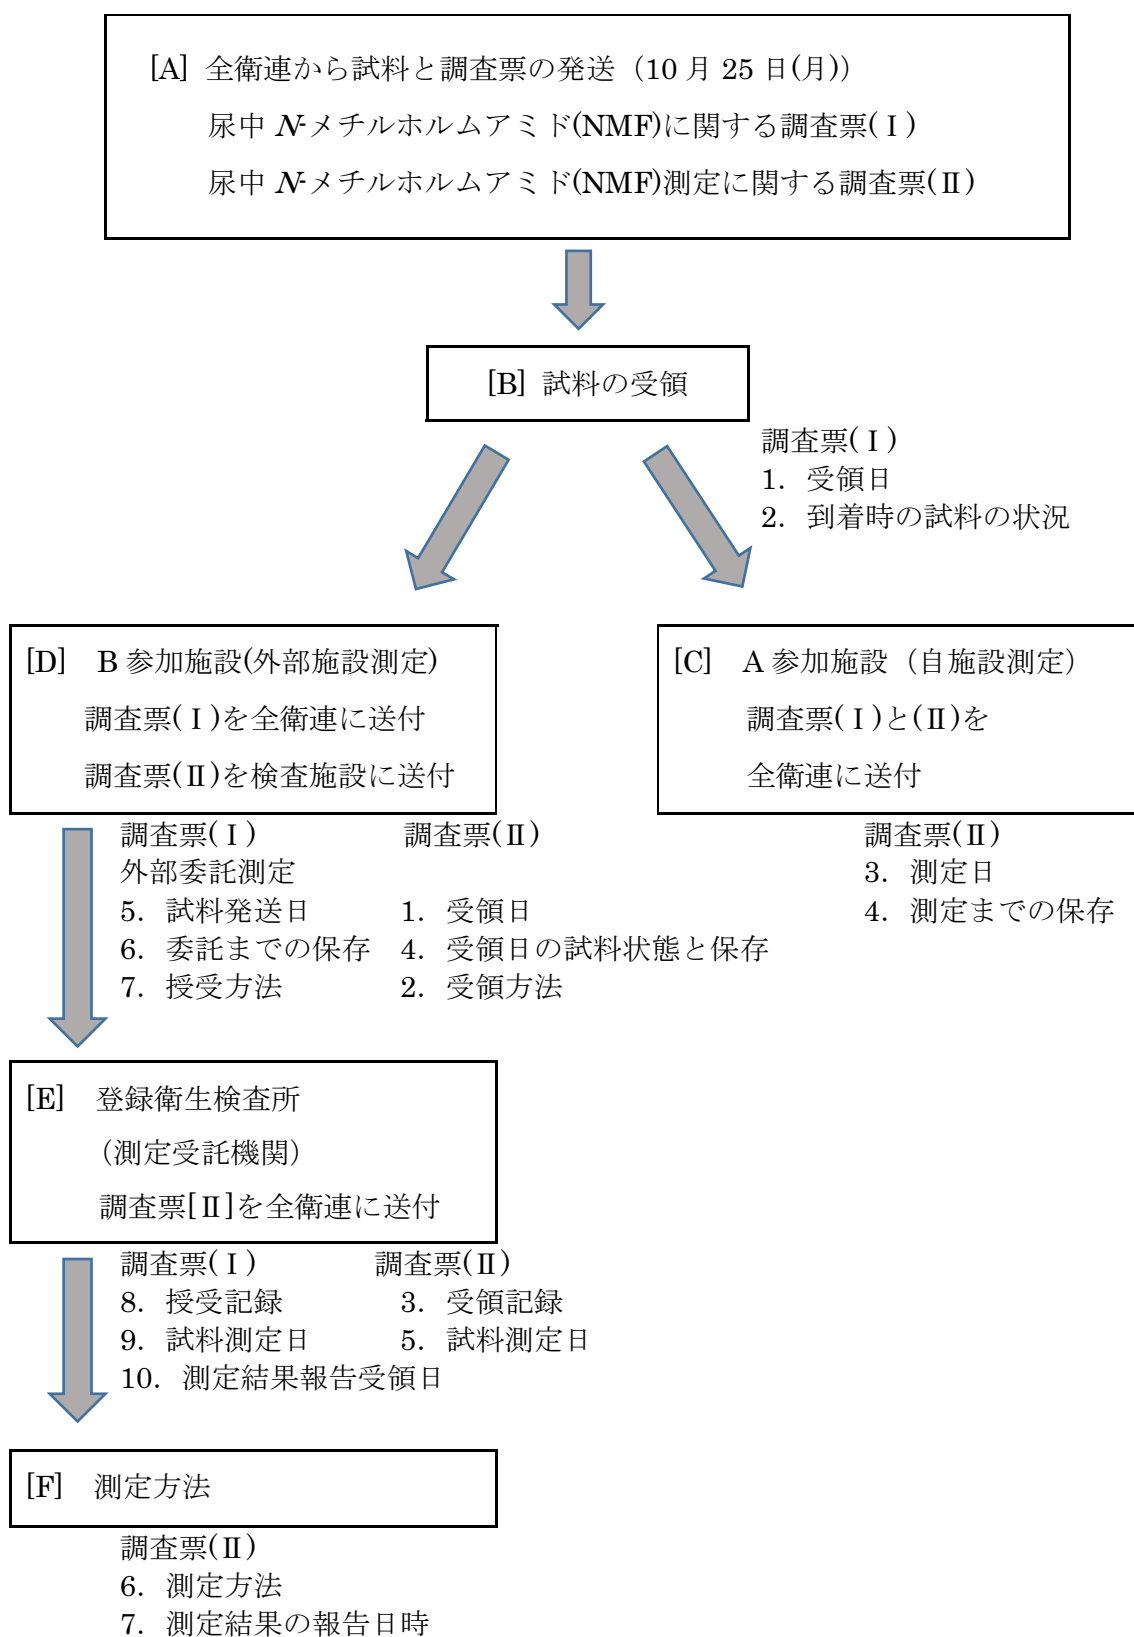 [A] 全衛連から試料と調査票の発送（10 月 25 日(月)）
尿中 N-メチルホルムアミド(NMF)に関する調査票(Ⅰ)
尿中 N-メチルホルムアミド(NMF)測定に関する調査票(Ⅱ)
[B] 試料の受領
調査票(Ⅰ)
1．受領日
2．到着時の試料の状況
[D] B 参加施設(外部施設測定)
調査票(Ⅰ)を全衛連に送付
調査票(Ⅱ)を検査施設に送付
[C] A 参加施設（自施設測定）
調査票(Ⅰ)と(Ⅱ)を
全衛連に送付
調査票(Ⅰ) 調査票(Ⅱ)
外部委託測定
5．試料発送日 1．受領日
6．委託までの保存 4．受領日の試料状態と保存
7．授受方法 2．受領方法
調査票(Ⅱ)
3．測定日
4．測定までの保存
[E] 登録衛生検査所
（測定受託機関）
調査票[Ⅱ]を全衛連に送付
調査票(Ⅰ) 調査票(Ⅱ)
8．授受記録 3．受領記録
9．試料測定日 5．試料測定日
10．測定結果報告受領日
[F] 測定方法
調査票(Ⅱ)
6．測定方法
7．測定結果の報告日時